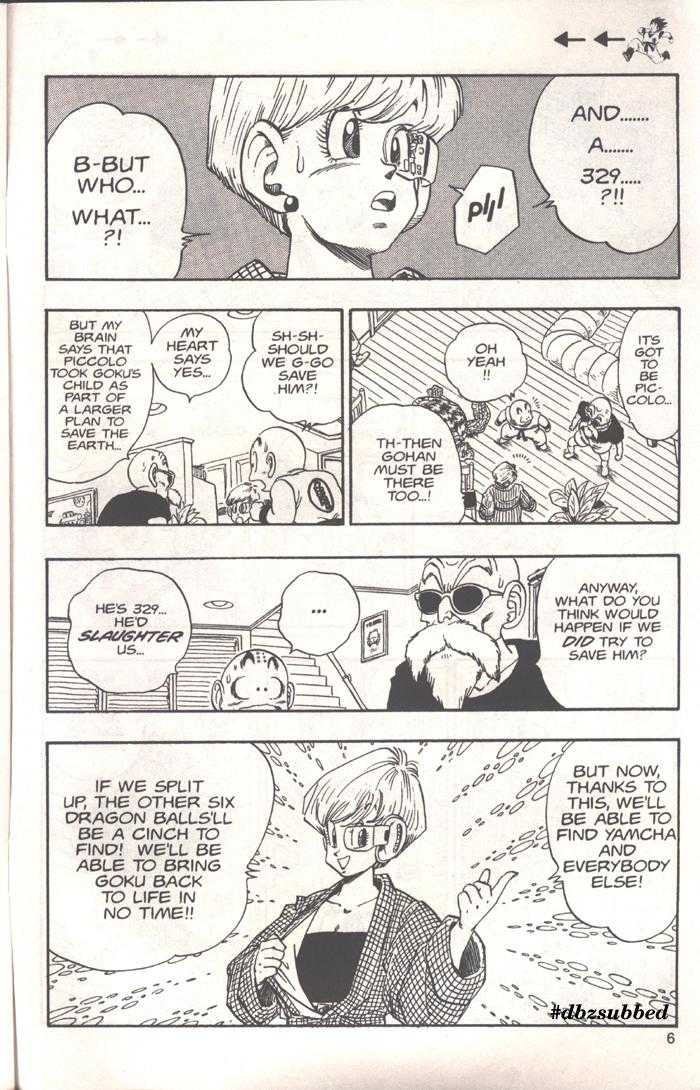 AND.......
A.......
329.....
?!!
B-BUT
WHO...
WHAT...
?!
IT'S
GOT
TO
BE
PIC-
COLO...
OH
YEAH
!!
TH-THEN
GOHAN
MUST BE
THERE
TOO...!
SH-SH-
SHOULD
WE G-GO
SAVE
HIM?!
MY
HEART
SAYS
YES...
BUT MY
BRAIN
SAYS THAT
PICCOLO
TOOK GOKU'S
CHILD AS
PART OF
A LARGER
PLAN TO
SAVE THE
EARTH...
ANYWAY,
WHAT DO YOU
THINK WOULD
HAPPEN IF WE
DID TRY TO
SAVE HIM?
...
HE'S 329...
HE'D
SLAUGHTER
US...
BUT NOW,
THANKS TO
THIS, WE'LL
BE ABLE TO
FIND YAMCHA
AND
EVERYBODY
ELSE!
IF WE SPLIT
UP, THE OTHER SIX
DRAGON BALLS'LL
BE A CINCH TO
FIND! WE'LL BE
ABLE TO BRING
GOKU BACK
TO LIFE IN
NO TIME!!
#dbzsubbed
6